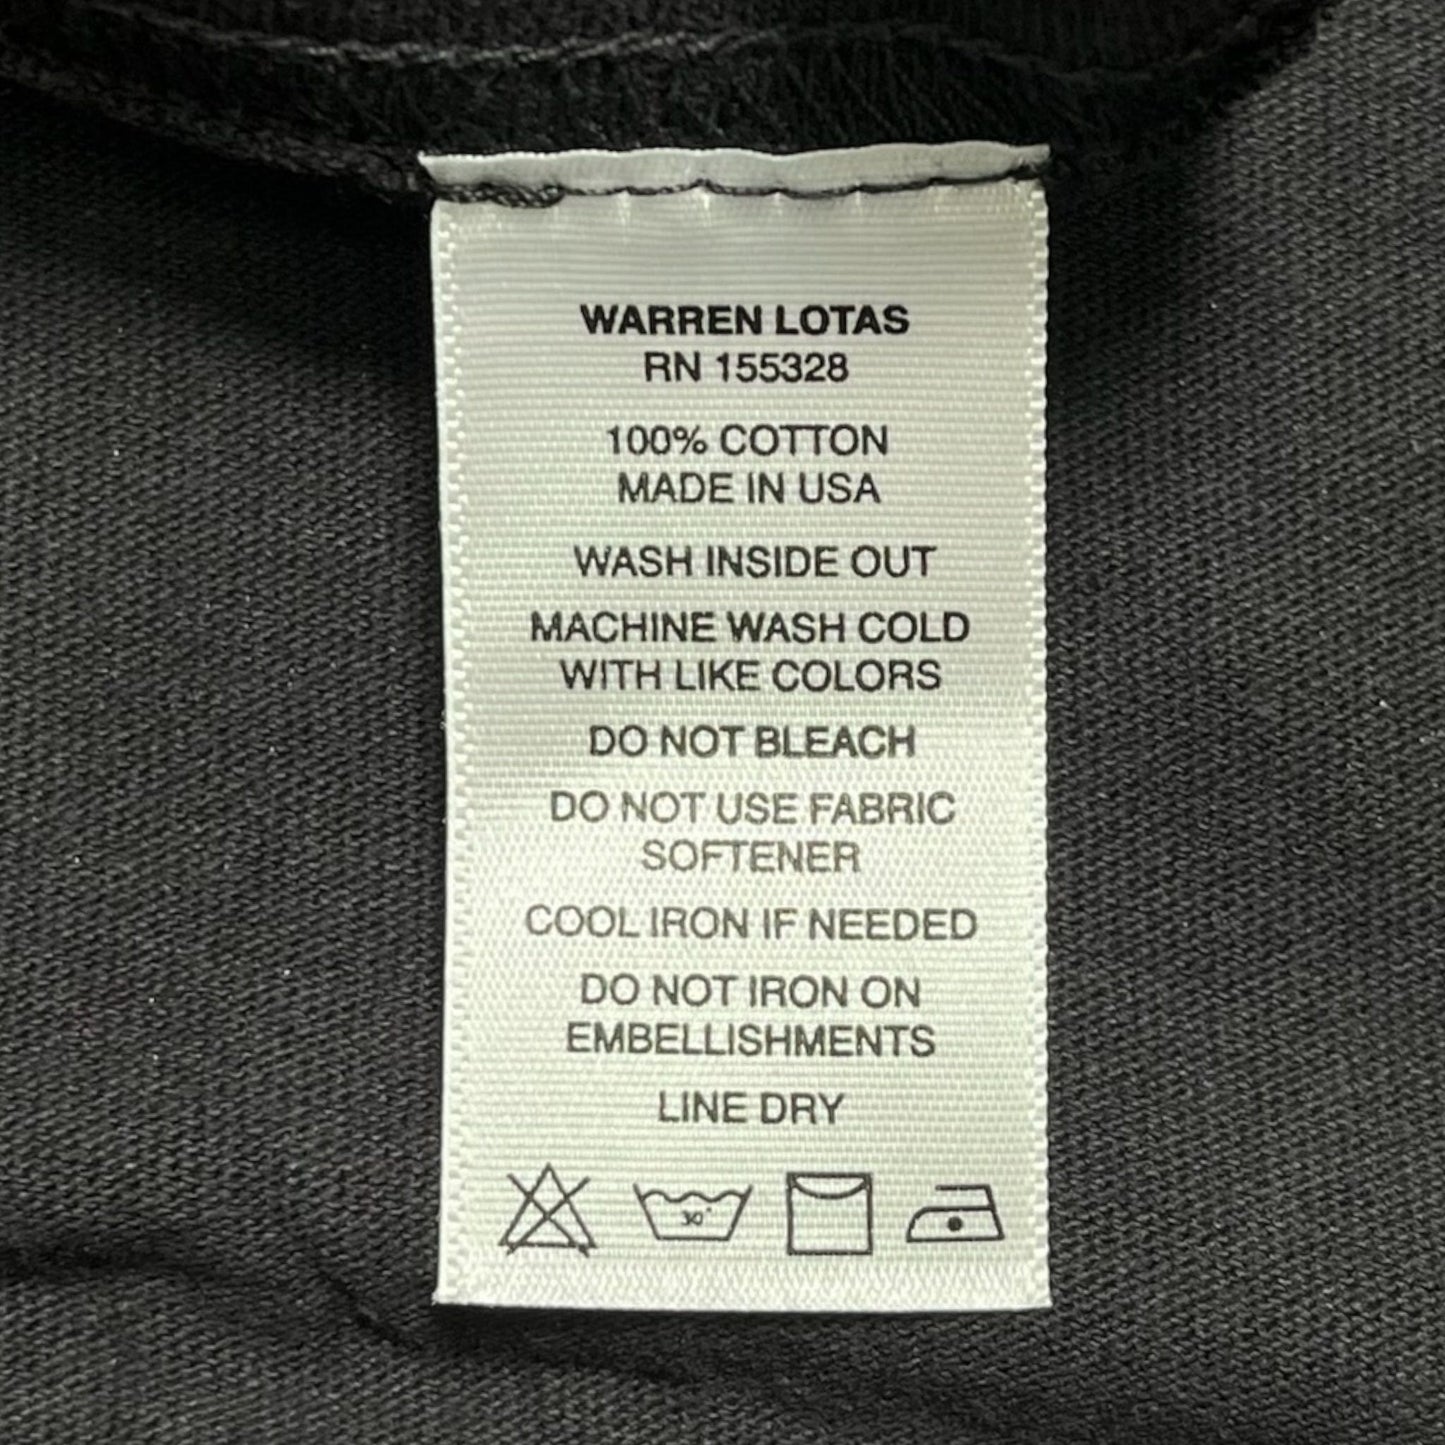 WARREN LOTAS
RN 155328
100% COTTON
MADE IN USA
WASH INSIDE OUT
MACHINE WASH COLD
WITH LIKE COLORS
DO NOT BLEACH
DO NOT USE FABRIC
SOFTENER
COOL IRON IF NEEDED
DO NOT IRON ON
EMBELLISHMENTS
LINE DRY
30°